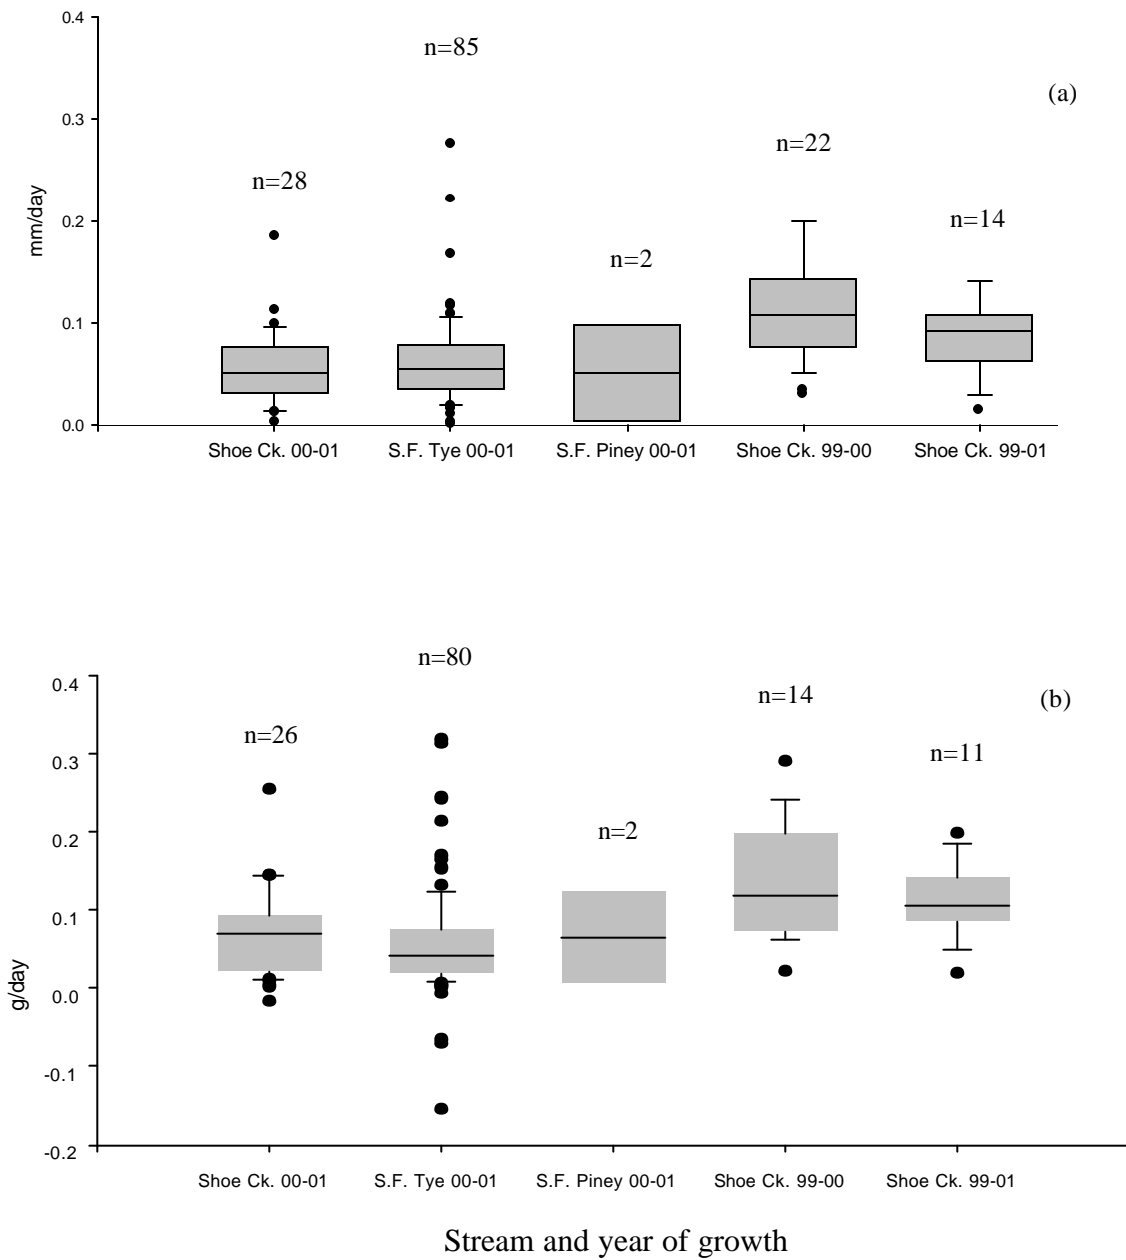 0.4
n=85
(a)
0.3
n=22
n=28
mm/day
0.2
n=14
n=2
0.1
0.0
Shoe Ck. 00-01 S.F. Tye 00-01 S.F. Piney 00-01 Shoe Ck. 99-00 Shoe Ck. 99-01
n=80
0.4
n=14
(b)
n=26
0.3
n=11
0.2
n=2
0.1
g/day
0.0
-0.1
-0.2
Shoe Ck. 00-01 S.F. Tye 00-01 S.F. Piney 00-01 Shoe Ck. 99-00 Shoe Ck. 99-01
Stream and year of growth